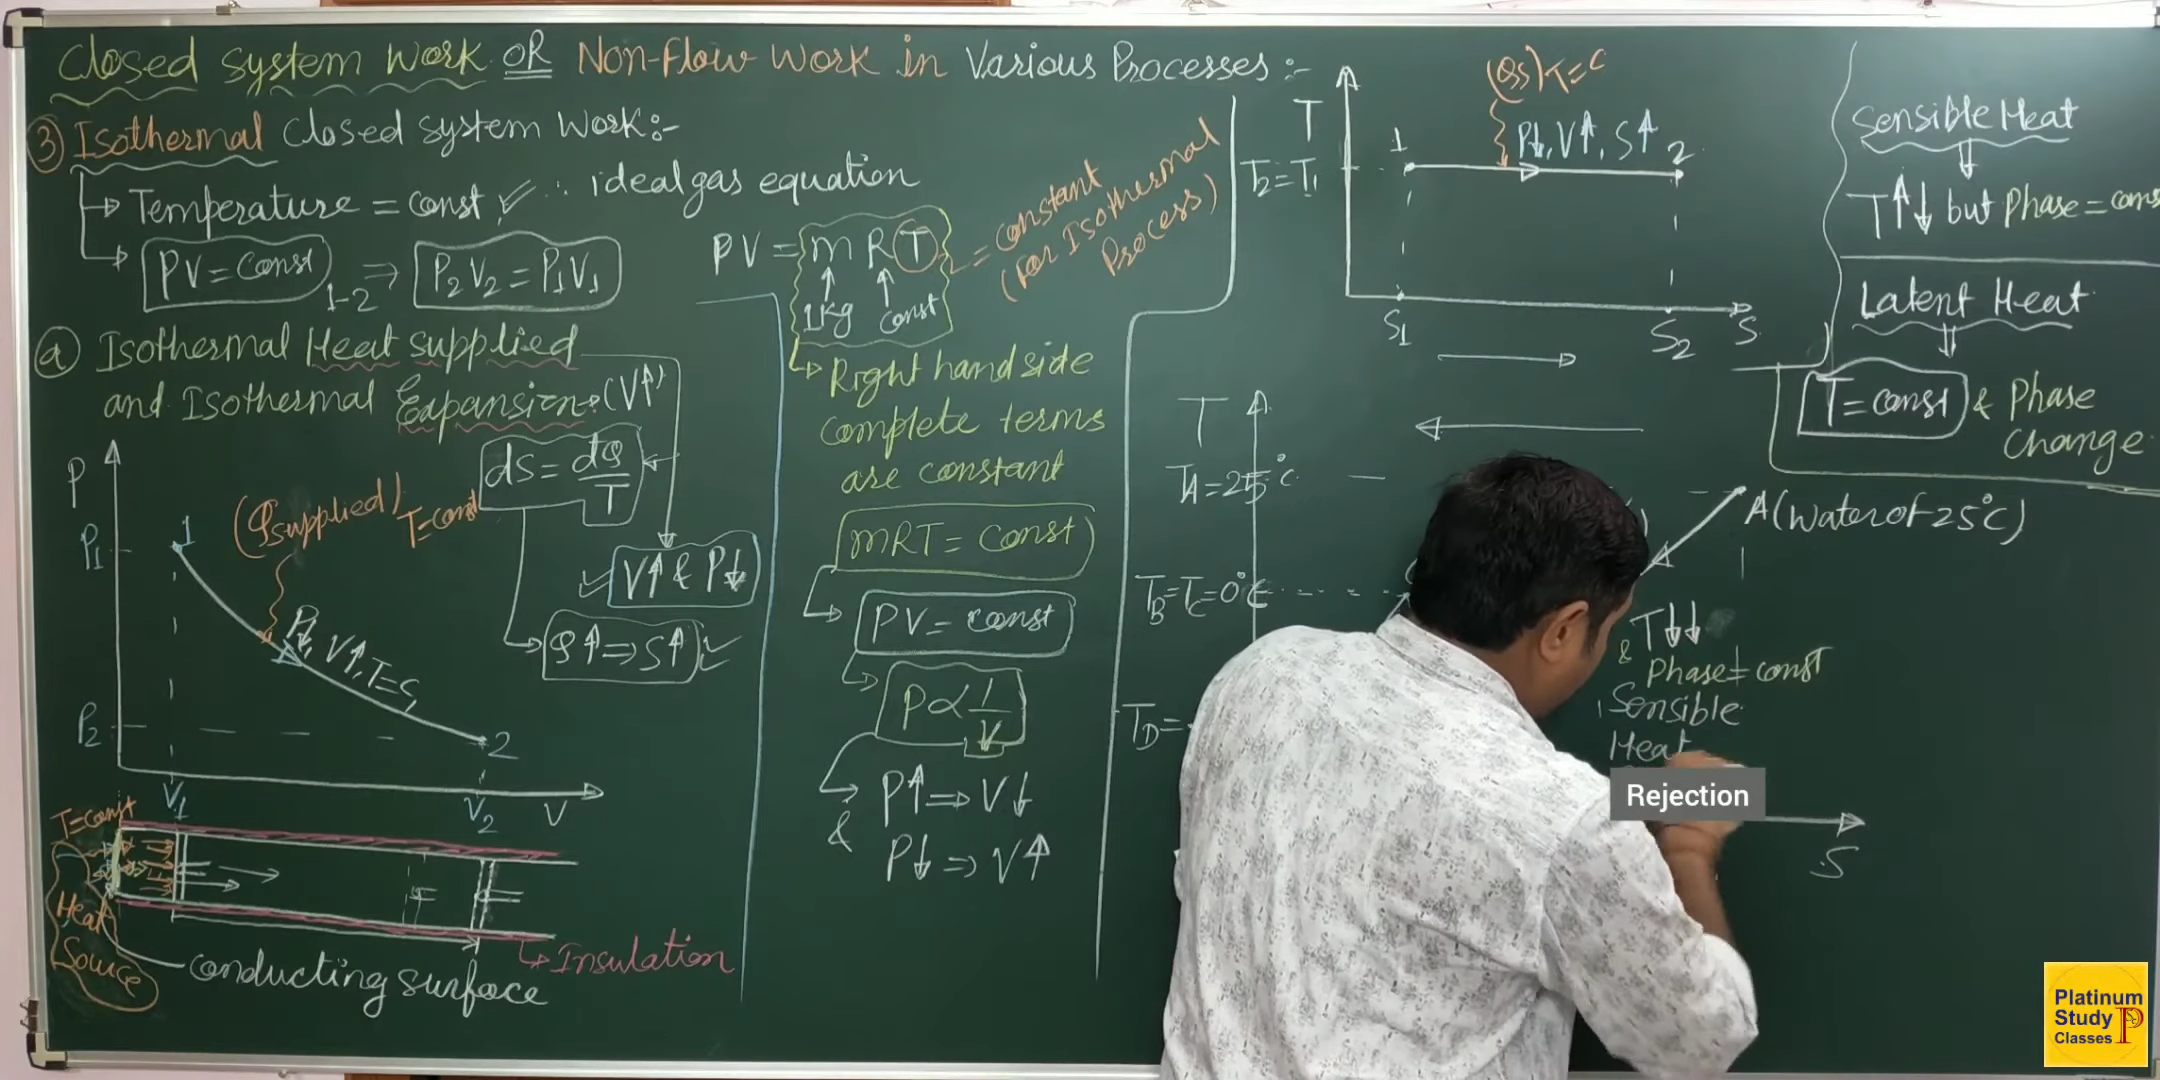 Closed system work OR Non-Flow work in Various Processes :-
③ Isothermal Closed system work:-
Temperature = const, ✓ ∴ ideal gas equation
PV = const 1-2 ⇒ P2V2 = P1V1
PV = mRT = constant
(For Isothermal
Process)
1kg const
ⓐ Isothermal Heat supplied
and Isothermal Expansion:- (V↑)
dS = dQ/T
V↑ & P↓
Q↑ ⇒ S↑
P
P1
P2
1
(Qsupplied) T=const
P↓, V↑, T=
2
V1
V2
V
T=const
Heat
Source
conducting surface
Insulation
Right hand side
complete terms
are constant
mRT = const
PV = const
P∝1/V
P↑ ⇒ V↓
&
P↓ ⇒ V↑
T
T2=T1
(Qs) T=C
1
P↓, V↑, S↑
2
S1
S2
S
Sensible Heat
T↑↓ but Phase = cons
Latent Heat
T=const & Phase
Change
T
TA=25°C
A (Water of 25°C)
TB=TC=0°C
TD=
T↓↓
& Phase = const
Sensible
Heat
Rejection
S
Platinum
Study
Classes